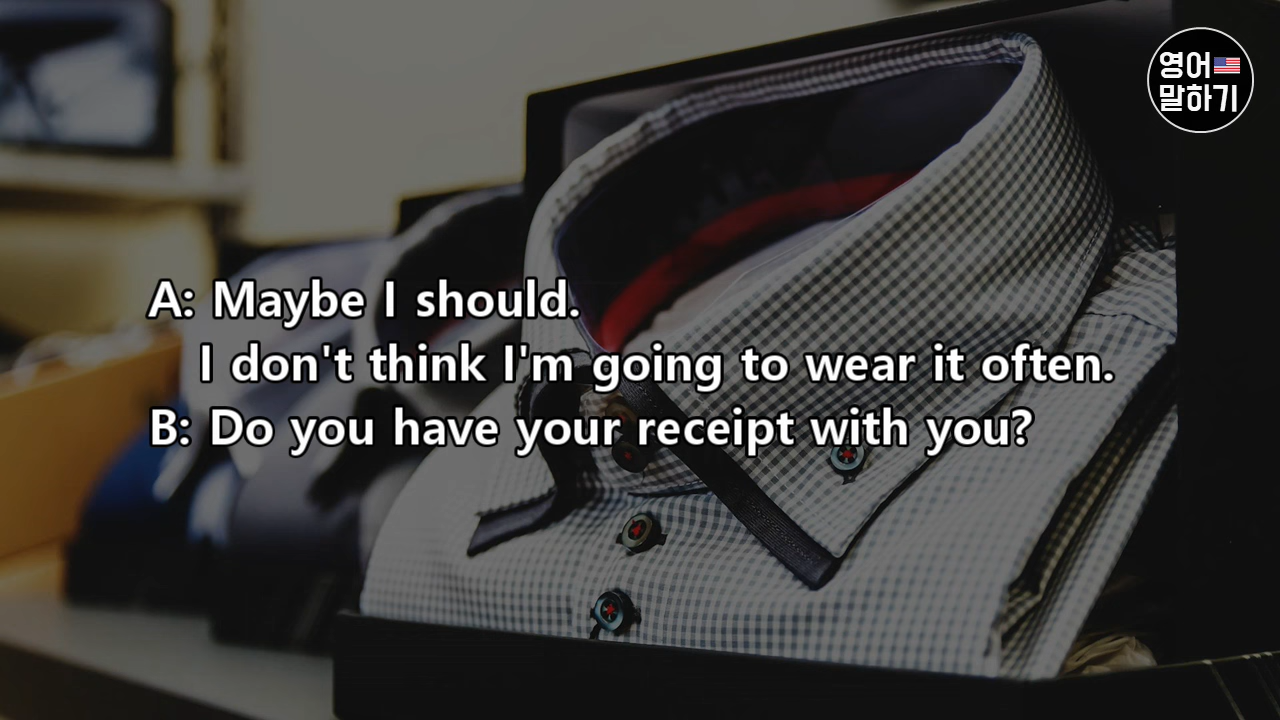 영어
말하기
A: Maybe I should.
I don't think I'm going to wear it often.
B: Do you have your receipt with you?